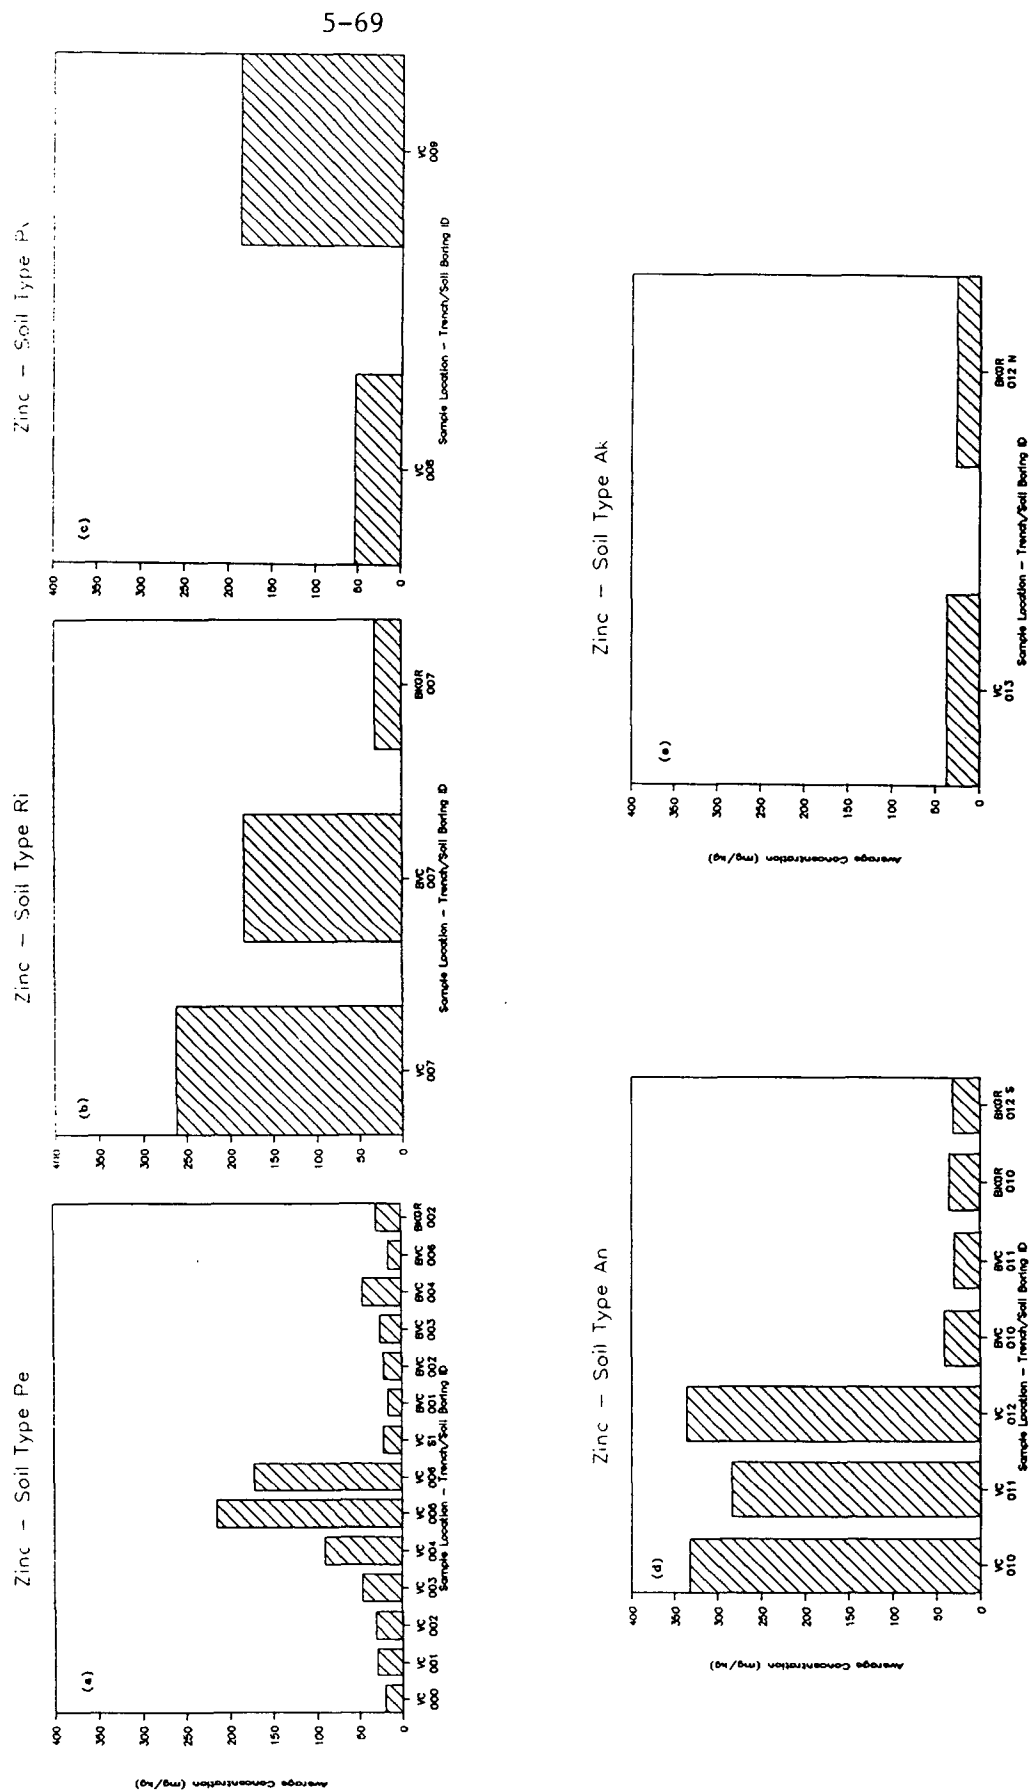 5-69
Zinc - Soil Type Pe
(a)
400
350
300
250
200
150
100
50
0
Average Concentration (mg/kg)
VC 000
VC 001
VC 002
VC 003
VC 004
VC 005
VC 006
VC S1
BVC 001
BVC 002
BVC 003
BVC 004
BVC 006
BKGR 002
Sample Location - Trench/Soil Boring ID
Zinc - Soil Type Ri
(b)
400
350
300
250
200
150
100
50
0
VC 007
BVC 007
BKGR 007
Sample Location - Trench/Soil Boring ID
Zinc - Soil Type
(c)
400
350
300
250
200
150
100
50
0
VC 008
VC 009
Sample Location - Trench/Soil Boring ID
Zinc - Soil Type An
(d)
400
350
300
250
200
150
100
50
0
Average Concentration (mg/kg)
VC 010
VC 011
VC 012
BVC 010
BVC 011
BKGR 010
BKGR 012 S
Sample Location - Trench/Soil Boring ID
Zinc - Soil Type Ak
(e)
400
350
300
250
200
150
100
50
0
Average Concentration (mg/kg)
VC 013
BKGR 012 N
Sample Location - Trench/Soil Boring ID